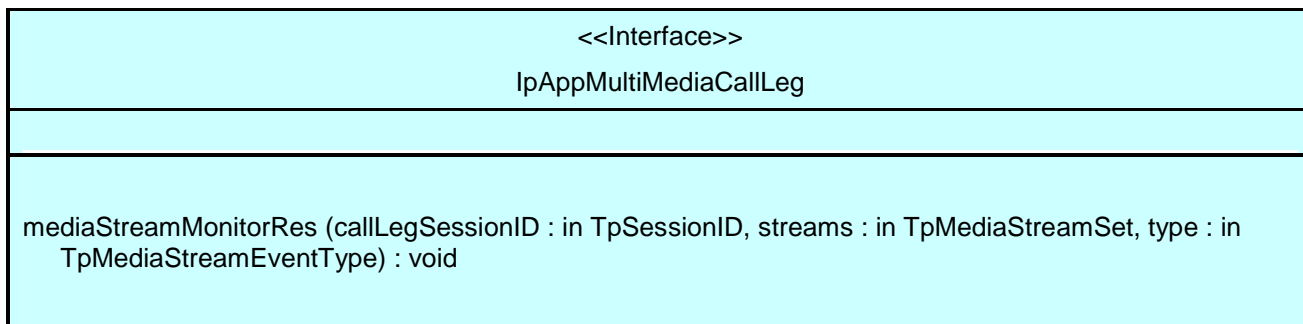 <<Interface>>
IpAppMultiMediaCallLeg
mediaStreamMonitorRes (callLegSessionID : in TpSessionID, streams : in TpMediaStreamSet, type : in
TpMediaStreamEventType) : void